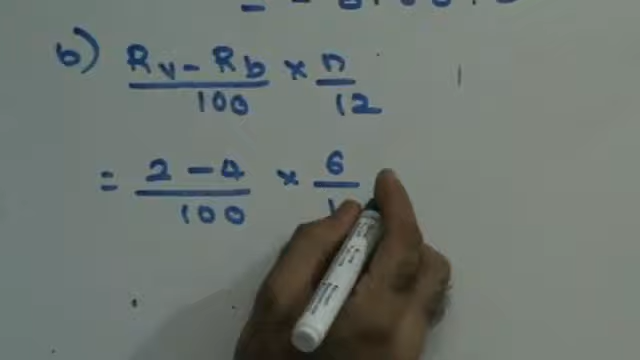 b) Rv - Rb / 100 × n / 12
= 2 - 4 / 100 × 6 /